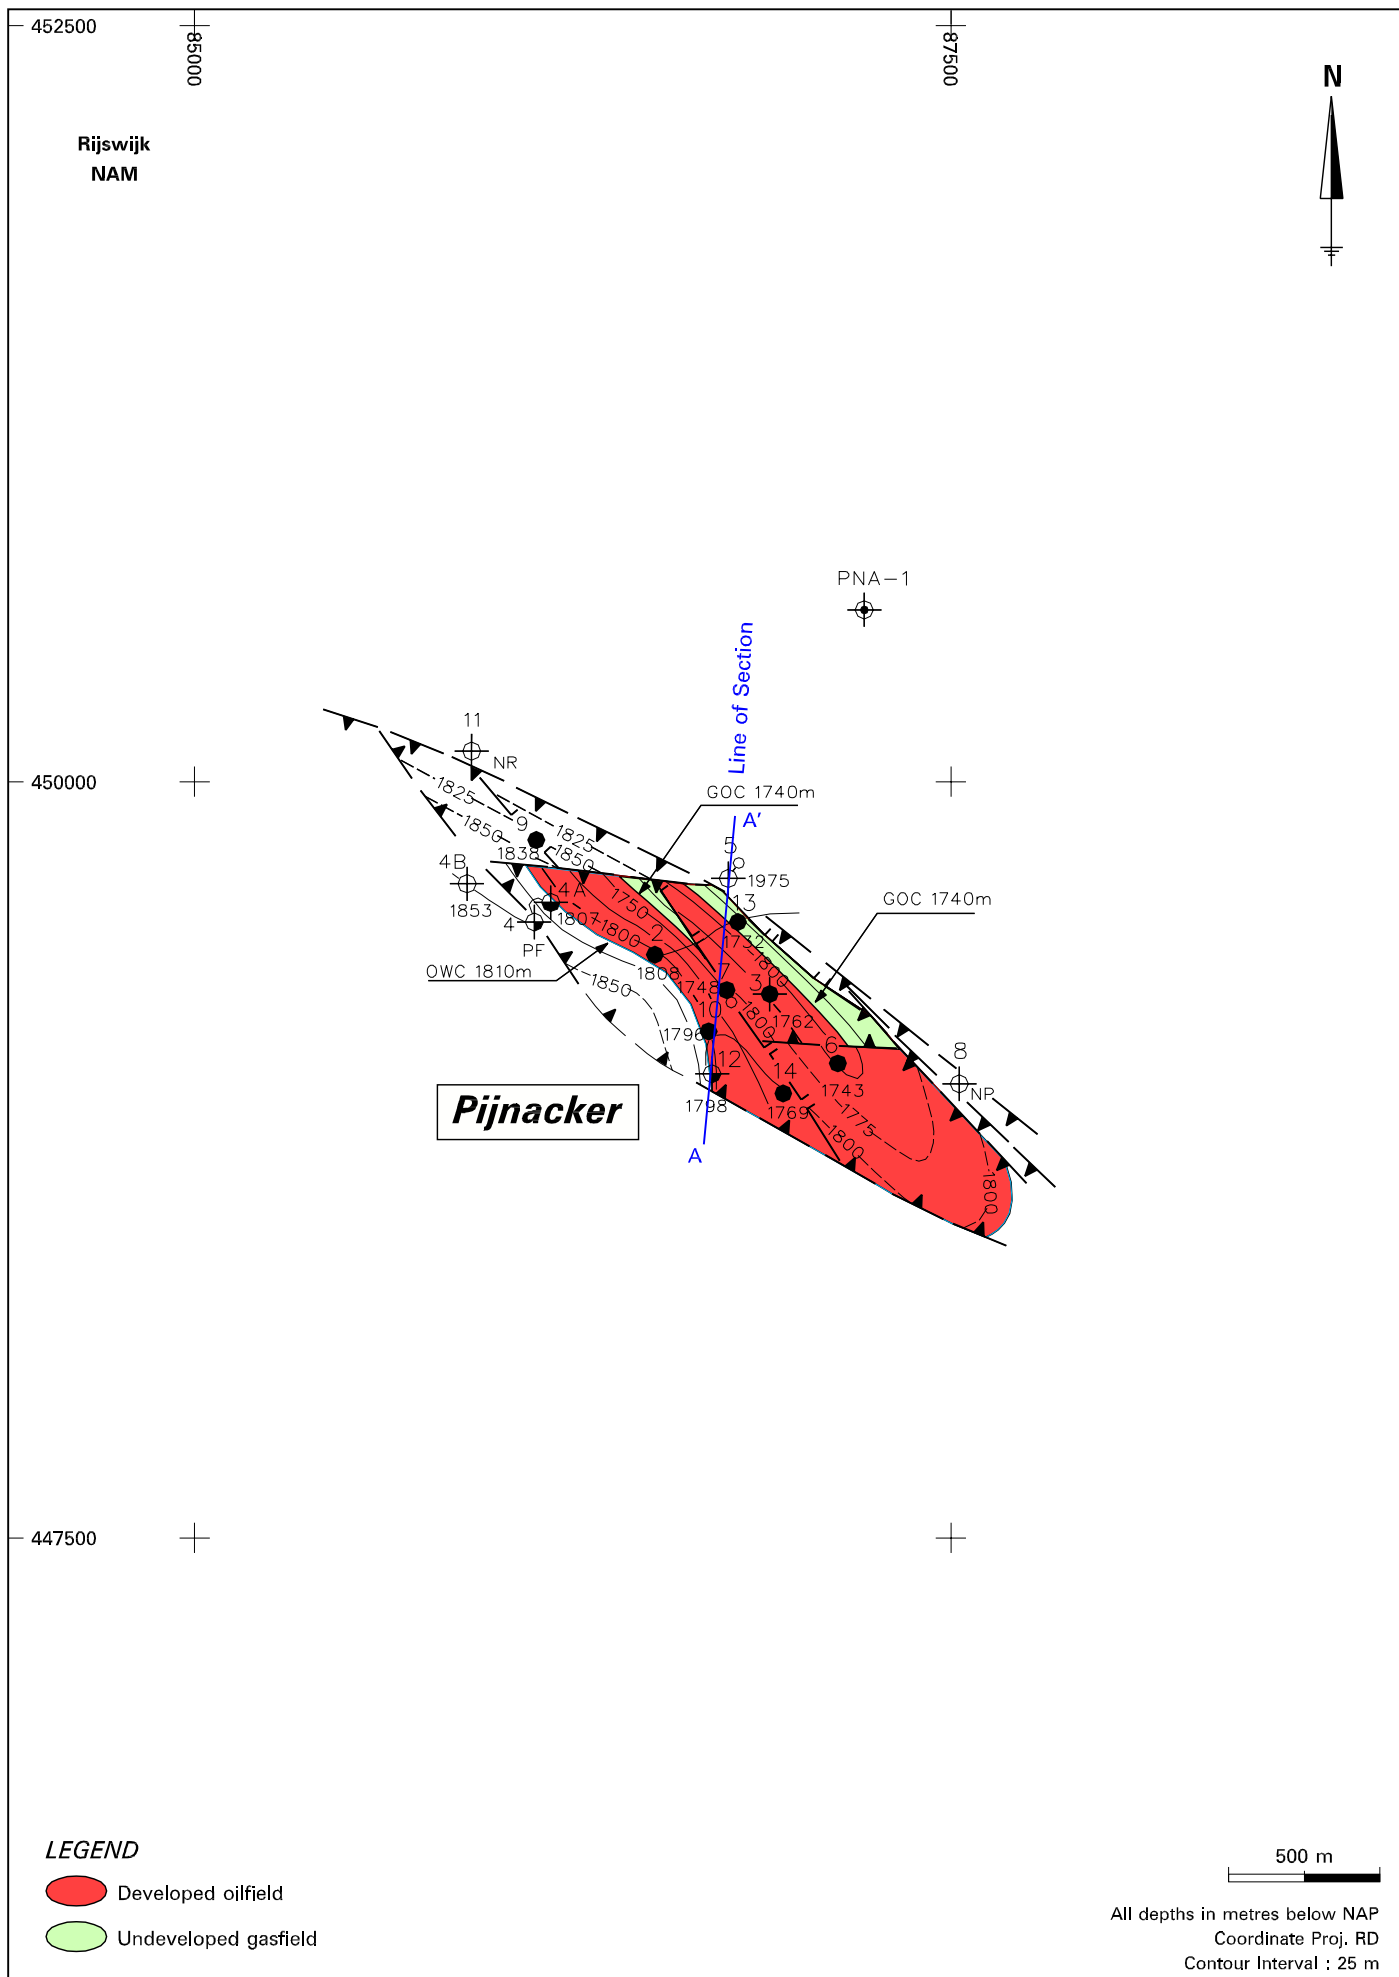 452500
85000
87500
N
Rijswijk
NAM
PNA-1
Line of Section
11
NR
450000
1825
GOC 1740m
A'
9
1850
1825
5
1838
1850
4B
1975
4A
1750
13
GOC 1740m
1853
4
1807
1800
2
1732
PF
1808
1800
7
OWC 1810m
1850
1748
3
1762
10
1800
1796
6
8
12
14
1743
NP
Pijnacker
1798
1769
1775
1800
A
1800
447500
LEGEND
Developed oilfield
Undeveloped gasfield
500 m
All depths in metres below NAP
Coordinate Proj. RD
Contour Interval : 25 m